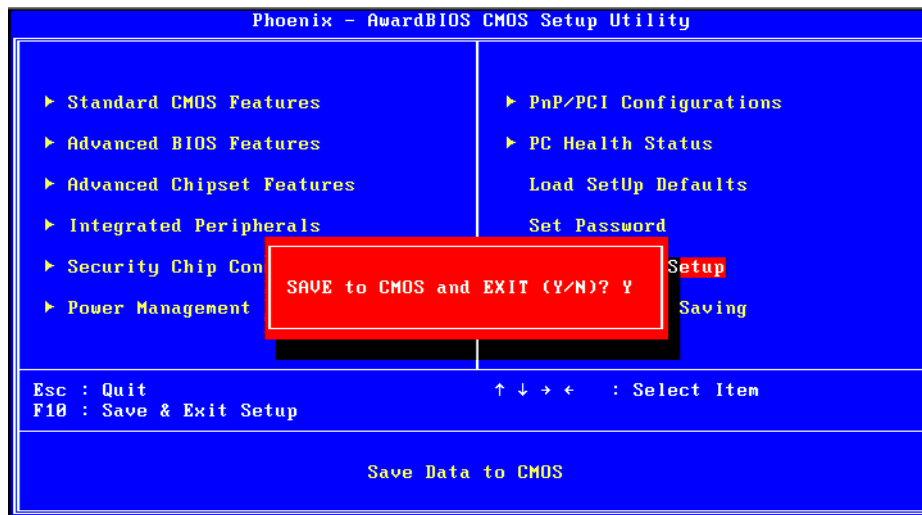 Phoenix - AwardBIOS CMOS Setup Utility
► Standard CMOS Features
► Advanced BIOS Features
► Advanced Chipset Features
► Integrated Peripherals
► Security Chip Con
► Power Management
► PnP/PCI Configurations
► PC Health Status
Load SetUp Defaults
Set Password
Setup
Saving
SAVE to CMOS and EXIT (Y/N)? Y
Esc : Quit
F10 : Save & Exit Setup
↑ ↓ → ← : Select Item
Save Data to CMOS